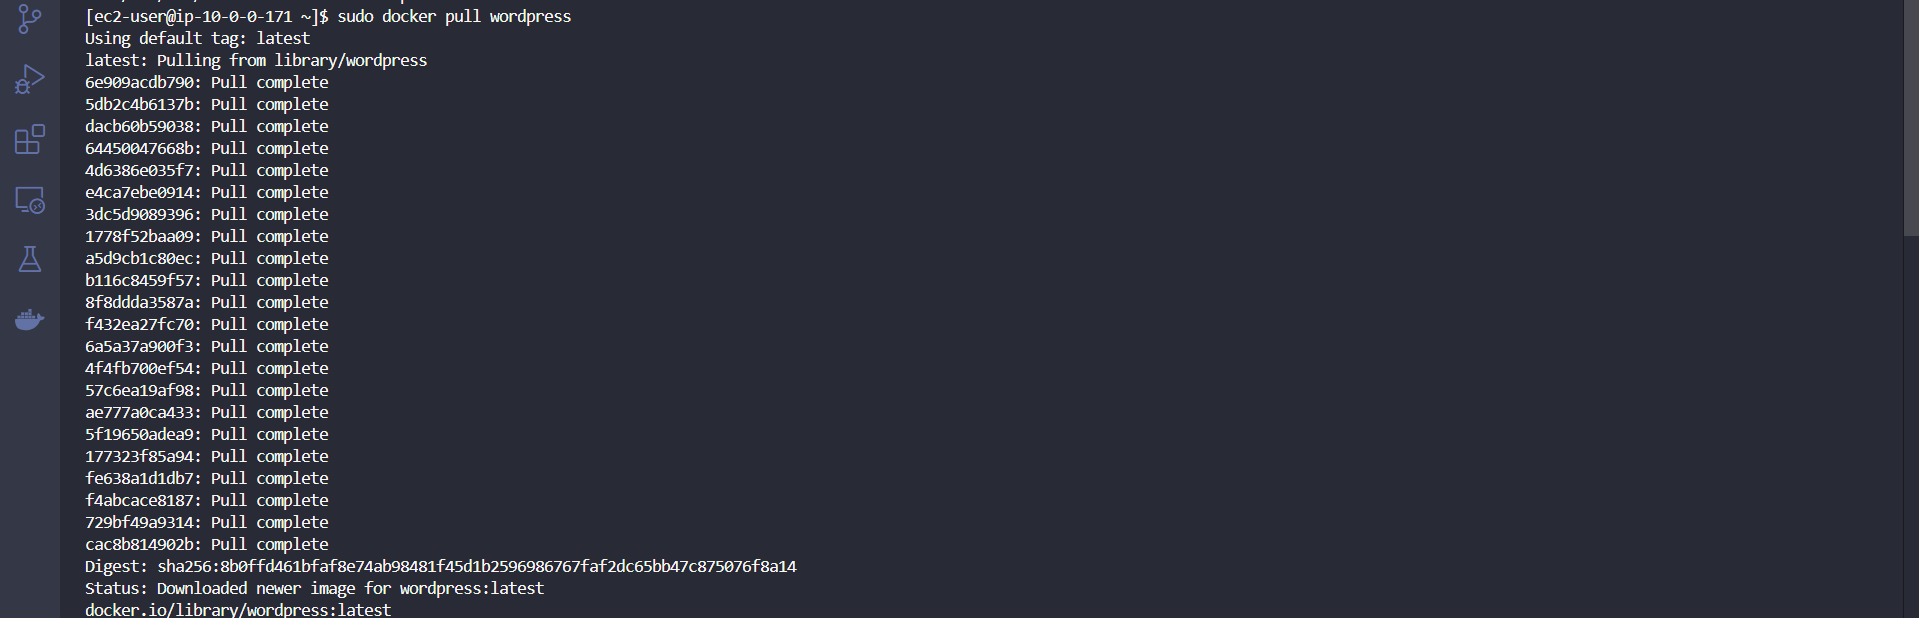 [ec2-user@ip-10-0-0-171 ~]$ sudo docker pull wordpress
Using default tag: latest
latest: Pulling from library/wordpress
6e909acdb790: Pull complete
5db2c4b6137b: Pull complete
dacb60b59038: Pull complete
64450047668b: Pull complete
4d6386e035f7: Pull complete
e4ca7ebe0914: Pull complete
3dc5d9089396: Pull complete
1778f52baa09: Pull complete
a5d9cb1c80ec: Pull complete
b116c8459f57: Pull complete
8f8ddda3587a: Pull complete
f432ea27fc70: Pull complete
6a5a37a900f3: Pull complete
4f4fb700ef54: Pull complete
57c6ea19af98: Pull complete
ae777a0ca433: Pull complete
5f19650adea9: Pull complete
177323f85a94: Pull complete
fe638a1d1db7: Pull complete
f4abcace8187: Pull complete
729bf49a9314: Pull complete
cac8b814902b: Pull complete
Digest: sha256:8b0ffd461bfaf8e74ab98481f45d1b2596986767faf2dc65bb47c875076f8a14
Status: Downloaded newer image for wordpress:latest
docker.io/library/wordpress:latest